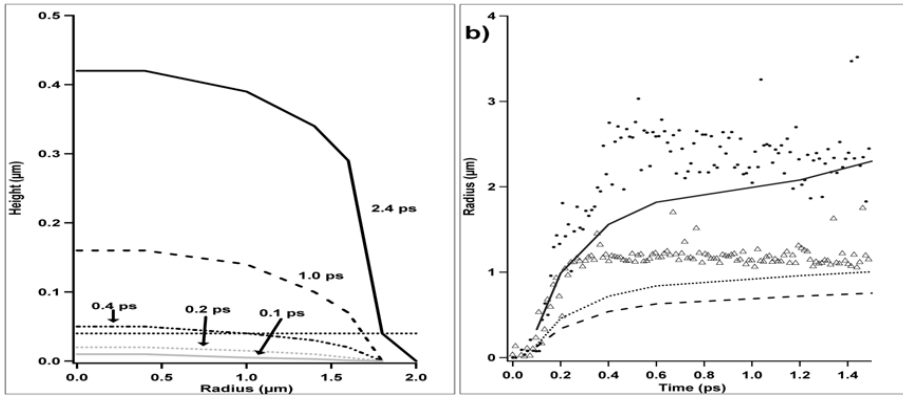 0.5
0.4
0.3
0.2
0.1
0.0
Height (μm)
2.4 ps
1.0 ps
0.4 ps
0.2 ps
0.1 ps
0.0
0.5
1.0
1.5
2.0
Radius (μm)
b)
4
3
2
1
0
Radius (μm)
0.0
0.2
0.4
0.6
0.8
1.0
1.2
1.4
Time (ps)